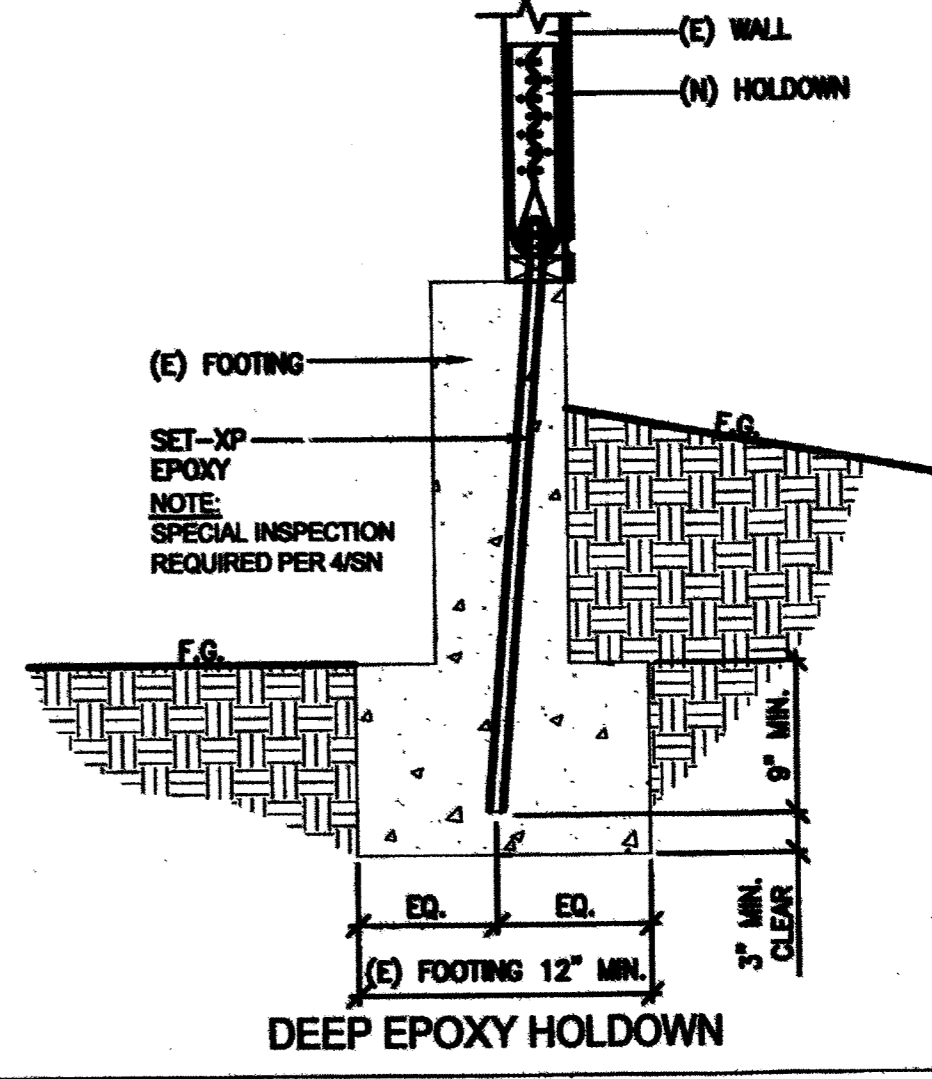 (E) WALL
(N) HOLDOWN
(E) FOOTING
SET-XP
EPOXY
NOTE:
SPECIAL INSPECTION
REQUIRED PER 4/SN
F.G.
F.G.
9" MIN.
3" MIN.
CLEAR
EQ.
EQ.
(E) FOOTING 12" MIN.
DEEP EPOXY HOLDOWN